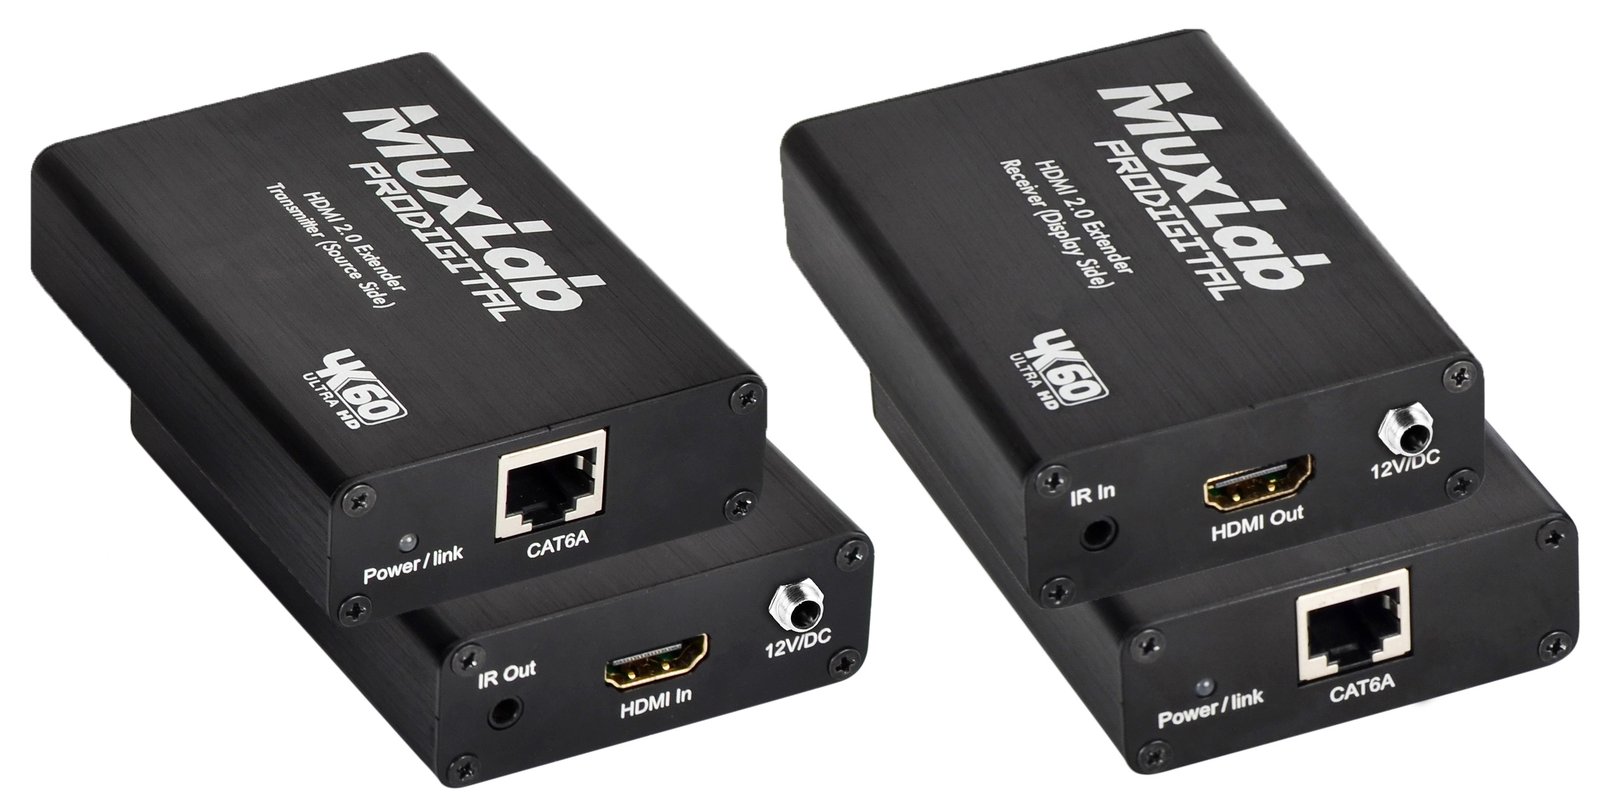 MuxLab
PRODIGITAL
HDMI 2.0 Extender
Transmitter (Source Side)
4K60
ULTRA HD
CAT6A
Power / link
IR Out
HDMI In
12V/DC
MuxLab
PRODIGITAL
HDMI 2.0 Extender
Receiver (Display Side)
4K60
ULTRA HD
IR In
HDMI Out
12V/DC
Power / link
CAT6A